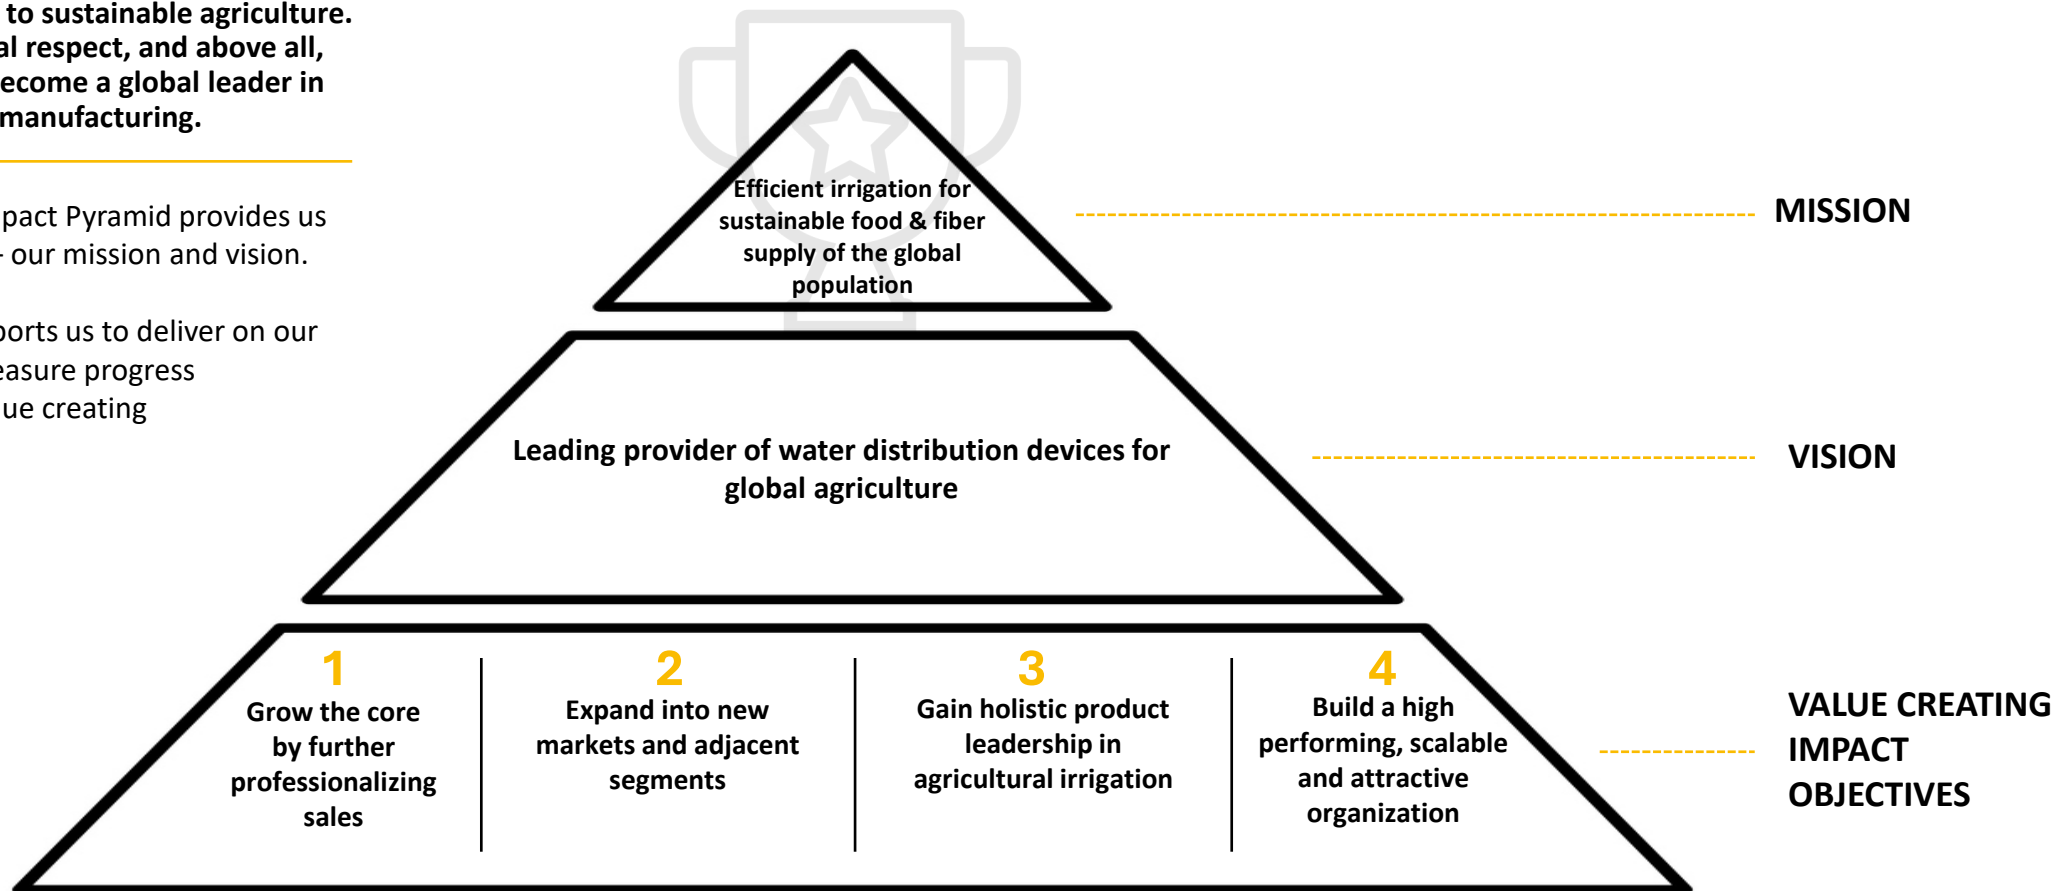 to sustainable agriculture.
al respect, and above all,
ecome a global leader in
manufacturing.
pact Pyramid provides us
- our mission and vision.
ports us to deliver on our
easure progress
ue creating
Efficient irrigation for
sustainable food & fiber
supply of the global
population
MISSION
Leading provider of water distribution devices for
global agriculture
VISION
1
Grow the core
by further
professionalizing
sales
2
Expand into new
markets and adjacent
segments
3
Gain holistic product
leadership in
agricultural irrigation
4
Build a high
performing, scalable
and attractive
organization
VALUE CREATING
IMPACT
OBJECTIVES